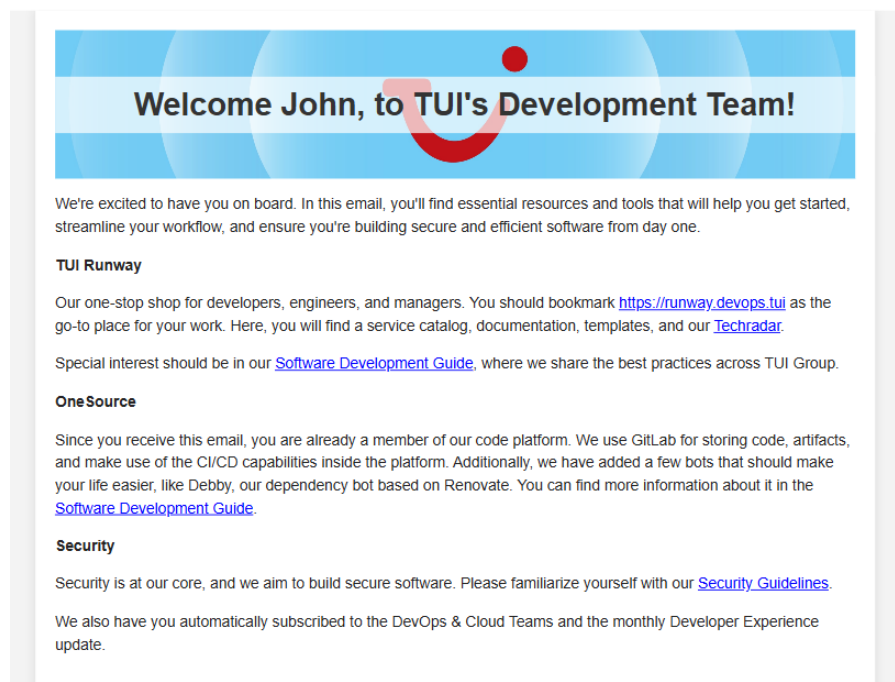 Welcome John, to TUI's Development Team!
We're excited to have you on board. In this email, you'll find essential resources and tools that will help you get started,
streamline your workflow, and ensure you're building secure and efficient software from day one.
TUI Runway
Our one-stop shop for developers, engineers, and managers. You should bookmark https://runway.devops.tui as the
go-to place for your work. Here, you will find a service catalog, documentation, templates, and our Techradar.
Special interest should be in our Software Development Guide, where we share the best practices across TUI Group.
OneSource
Since you receive this email, you are already a member of our code platform. We use GitLab for storing code, artifacts,
and make use of the CI/CD capabilities inside the platform. Additionally, we have added a few bots that should make
your life easier, like Debby, our dependency bot based on Renovate. You can find more information about it in the
Software Development Guide.
Security
Security is at our core, and we aim to build secure software. Please familiarize yourself with our Security Guidelines.
We also have you automatically subscribed to the DevOps & Cloud Teams and the monthly Developer Experience
update.